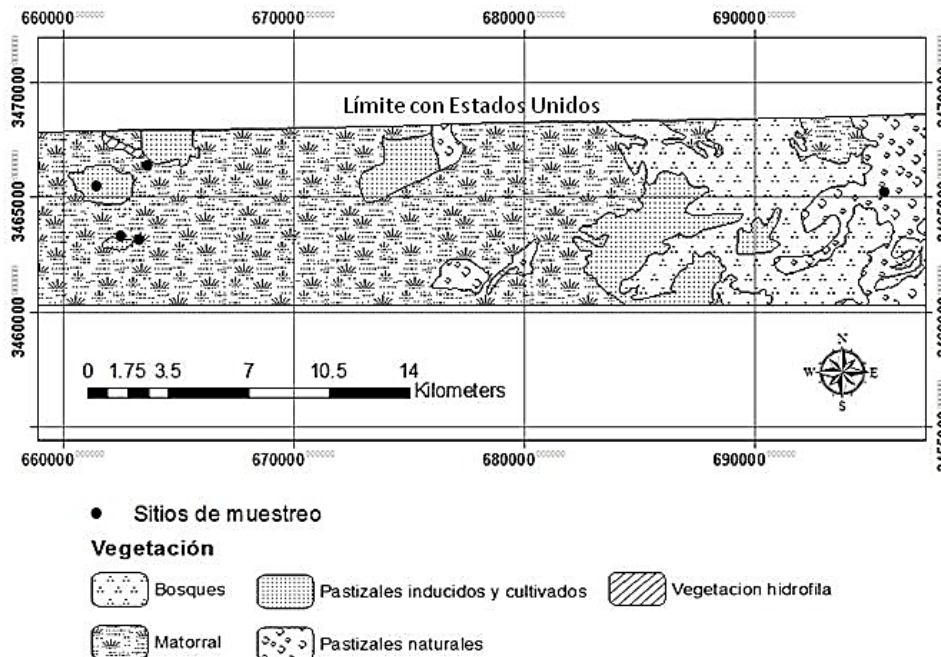 660000 670000 680000 690000
3470000
Límite con Estados Unidos
3465000
3460000
0 1.75 3.5 7 10.5 14
Kilometers
N
W E
S
660000 670000 680000 690000
Sitios de muestreo
Vegetación
Bosques
Pastizales inducidos y cultivados
Vegetacion hidrofila
Matorral
Pastizales naturales